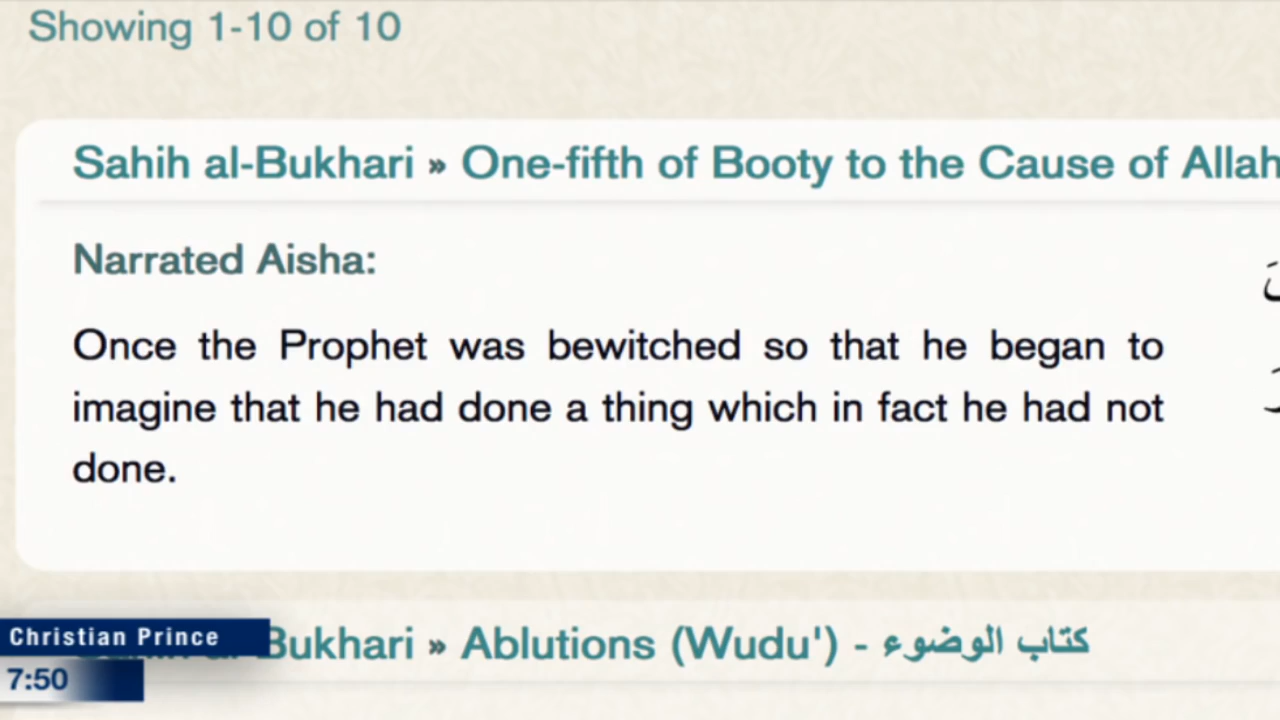 Showing 1-10 of 10
Sahih al-Bukhari » One-fifth of Booty to the Cause of Allah
Narrated Aisha:
Once the Prophet was bewitched so that he began to
imagine that he had done a thing which in fact he had not
done.
Christian Prince
Bukhari » Ablutions (Wudu') - كتاب الوضوء
7:50